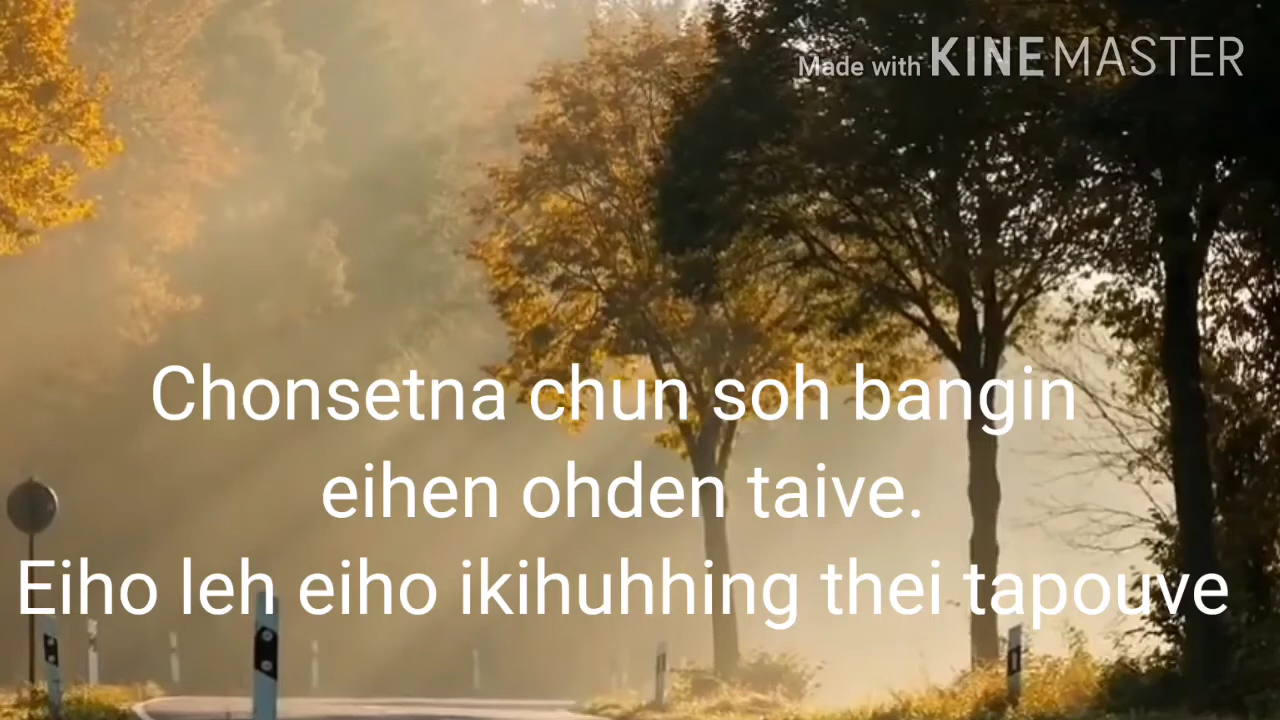 Made with KINEMASTER
Chonsetna chun soh bangin
eihen ohden taive.
Eiho leh eiho ikihuhhing thei tapouve